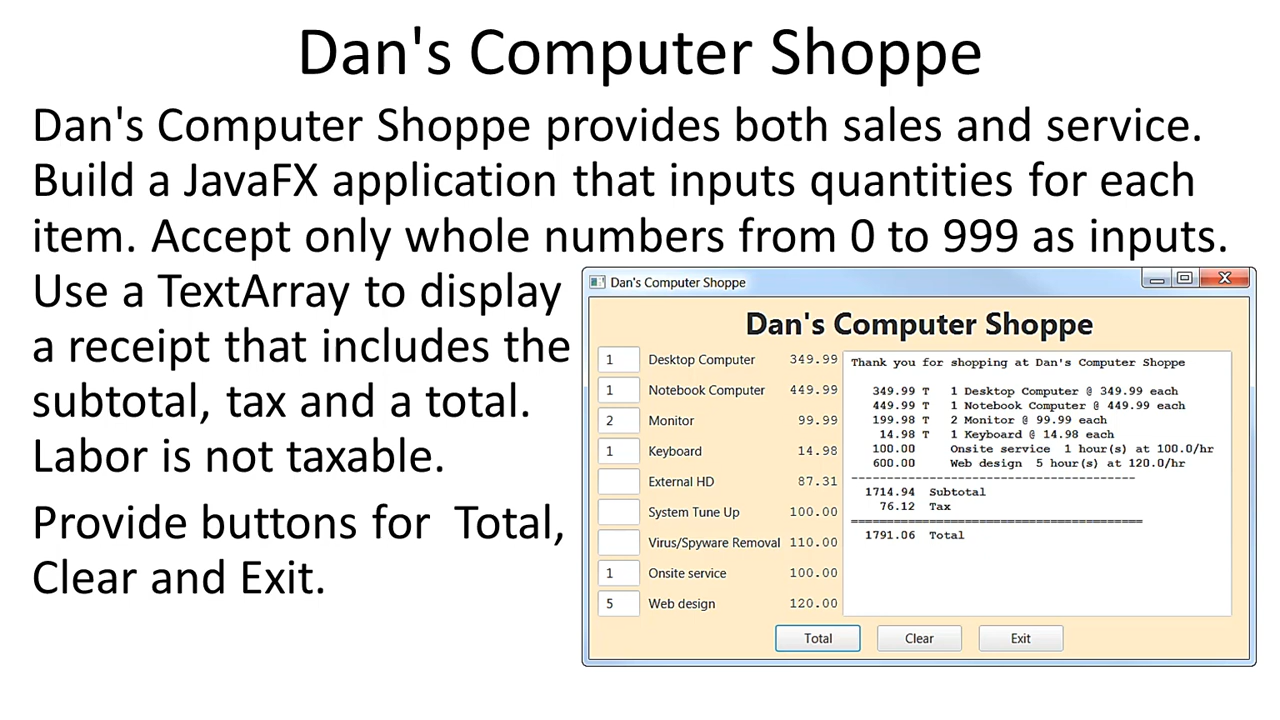 Dan's Computer Shoppe
Dan's Computer Shoppe provides both sales and service.
Build a JavaFX application that inputs quantities for each
item. Accept only whole numbers from 0 to 999 as inputs.
Use a TextArray to display
a receipt that includes the
subtotal, tax and a total.
Labor is not taxable.
Provide buttons for  Total,
Clear and Exit.
Dan's Computer Shoppe
Dan's Computer Shoppe
1 Desktop Computer 349.99
1 Notebook Computer 449.99
2 Monitor 99.99
1 Keyboard 14.98
External HD 87.31
System Tune Up 100.00
Virus/Spyware Removal 110.00
1 Onsite service 100.00
5 Web design 120.00
Thank you for shopping at Dan's Computer Shoppe
349.99 T 1 Desktop Computer @ 349.99 each
449.99 T 1 Notebook Computer @ 449.99 each
199.98 T 2 Monitor @ 99.99 each
14.98 T 1 Keyboard @ 14.98 each
100.00 Onsite service 1 hour(s) at 100.0/hr
600.00 Web design 5 hour(s) at 120.0/hr
----------------------------------------
1714.94 Subtotal
76.12 Tax
=========================================
1791.06 Total
Total Clear Exit